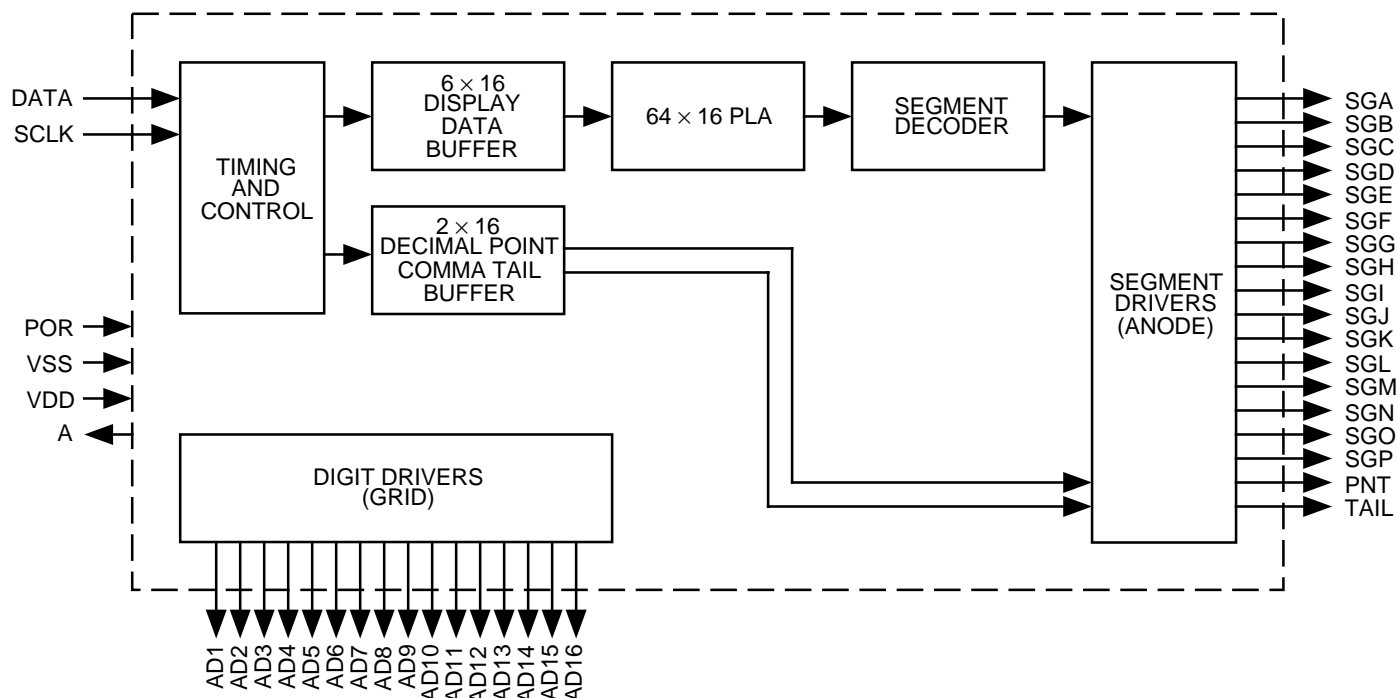 DATA
SCLK
POR
VSS
VDD
A
TIMING
AND
CONTROL
6 × 16
DISPLAY
DATA
BUFFER
2 × 16
DECIMAL POINT
COMMA TAIL
BUFFER
64 × 16 PLA
SEGMENT
DECODER
SEGMENT
DRIVERS
(ANODE)
DIGIT DRIVERS
(GRID)
SGA
SGB
SGC
SGD
SGE
SGF
SGG
SGH
SGI
SGJ
SGK
SGL
SGM
SGN
SGO
SGP
PNT
TAIL
AD1
AD2
AD3
AD4
AD5
AD6
AD7
AD8
AD9
AD10
AD11
AD12
AD13
AD14
AD15
AD16